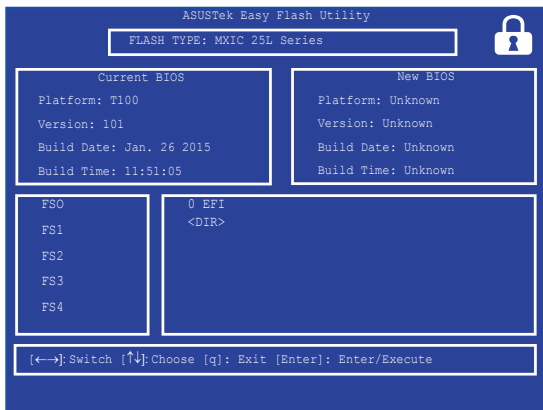 ASUSTek Easy Flash Utility
FLASH TYPE: MXIC 25L Series
Current BIOS
Platform: T100
Version: 101
Build Date: Jan. 26 2015
Build Time: 11:51:05
New BIOS
Platform: Unknown
Version: Unknown
Build Date: Unknown
Build Time: Unknown
FSO
FS1
FS2
FS3
FS4
0 EFI
<DIR>
[←→]: Switch [↑↓]: Choose [q]: Exit [Enter]: Enter/Execute